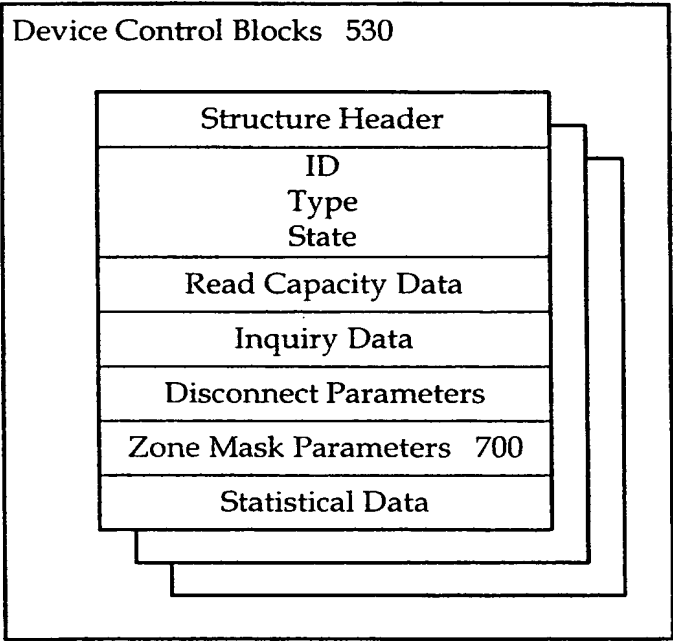 Device Control Blocks 530
Structure Header
ID
Type
State
Read Capacity Data
Inquiry Data
Disconnect Parameters
Zone Mask Parameters 700
Statistical Data